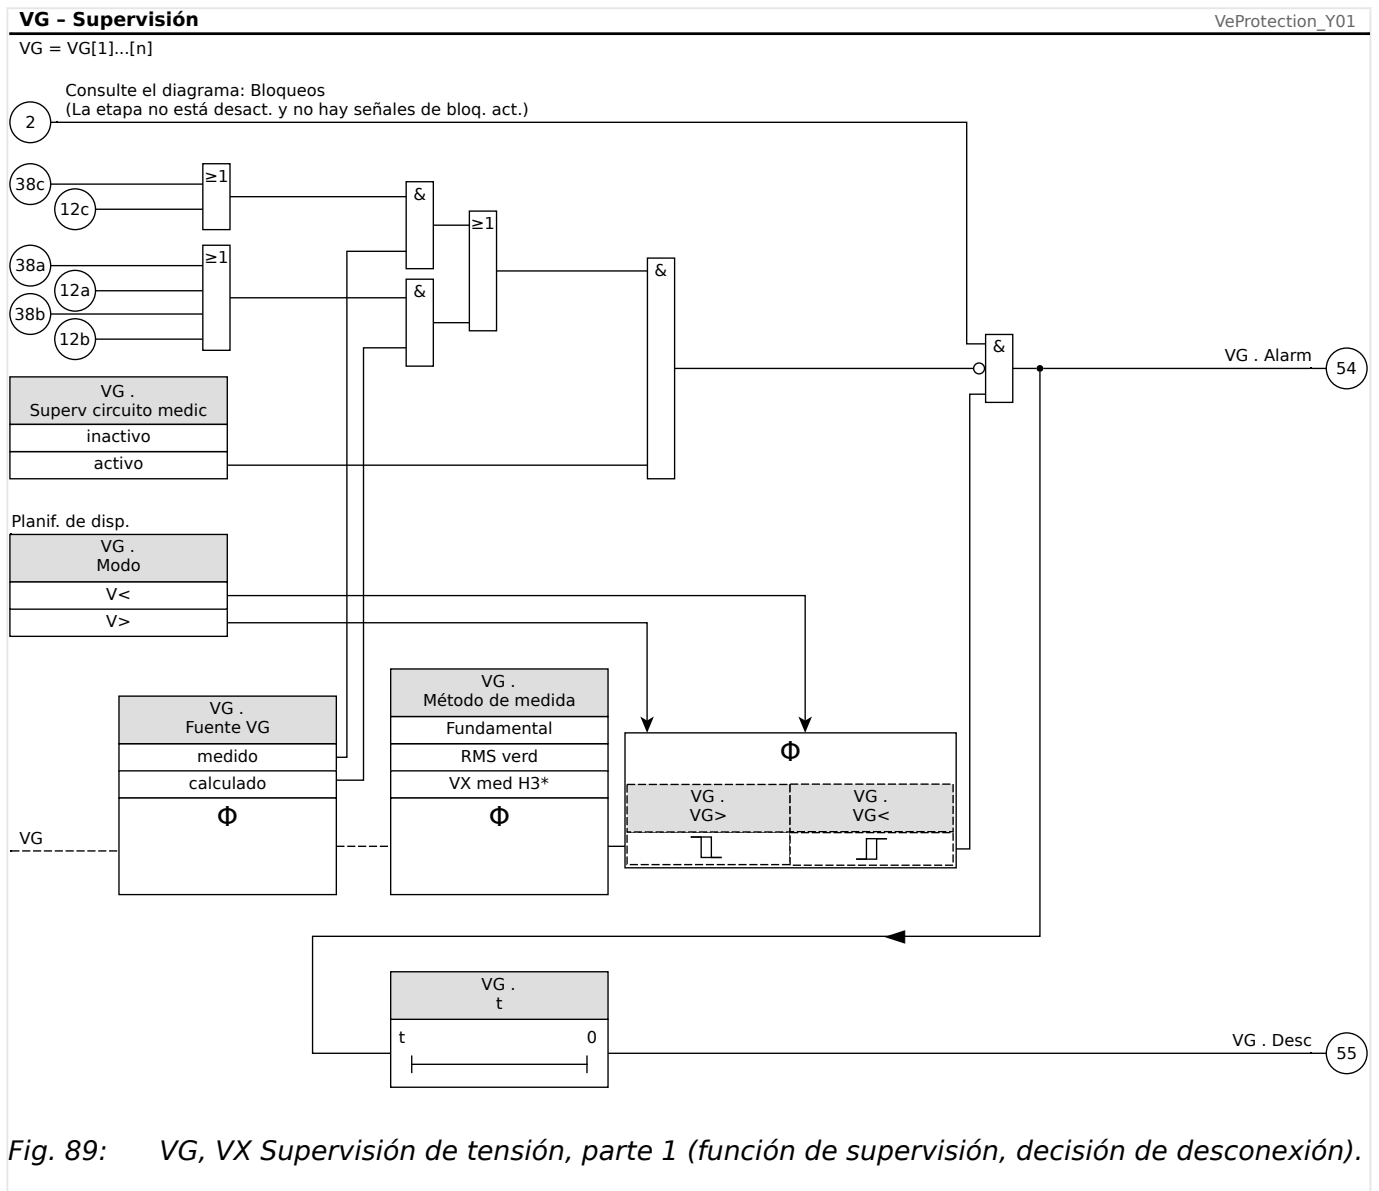 VG – Supervisión
VeProtection_Y01
VG = VG[1]...[n]
Consulte el diagrama: Bloqueos
(La etapa no está desact. y no hay señales de bloq. act.)
2
38c
12c
≥1
&
≥1
38a
12a
38b
12b
≥1
&
&
&
VG . Alarm
54
VG .
Superv circuito medic
inactivo
activo
Planif. de disp.
VG .
Modo
V<
V>
VG .
Fuente VG
medido
calculado
Φ
VG
VG .
Método de medida
Fundamental
RMS verd
VX med H3*
Φ
Φ
VG .
VG>
VG .
VG<
VG .
t
t
0
VG . Desc
55
Fig. 89: VG, VX Supervisión de tensión, parte 1 (función de supervisión, decisión de desconexión).